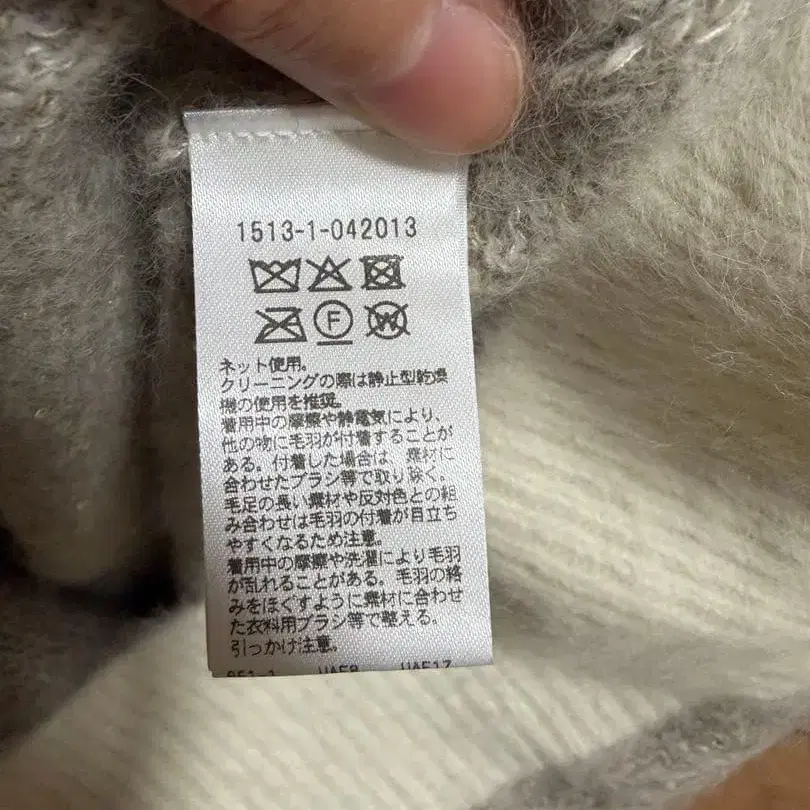 1513-1-042013
F W
ネット使用。
クリーニングの際は静止型乾燥
機の使用を推奨。
着用中の摩擦や静電気により、
他の物に毛羽が付着することが
ある。付着した場合は 素材に
合わせたブラシ等で取り除く。
毛足の長い素材や反対色との組
み合わせは毛羽の付着が目立ち
やすくなるため注意。
着用中の摩擦や洗濯により毛羽
が乱れることがある。毛羽の絡
みをほぐすように素材に合わせ
た衣料用ブラシ等で整える。
引っかけ注意。